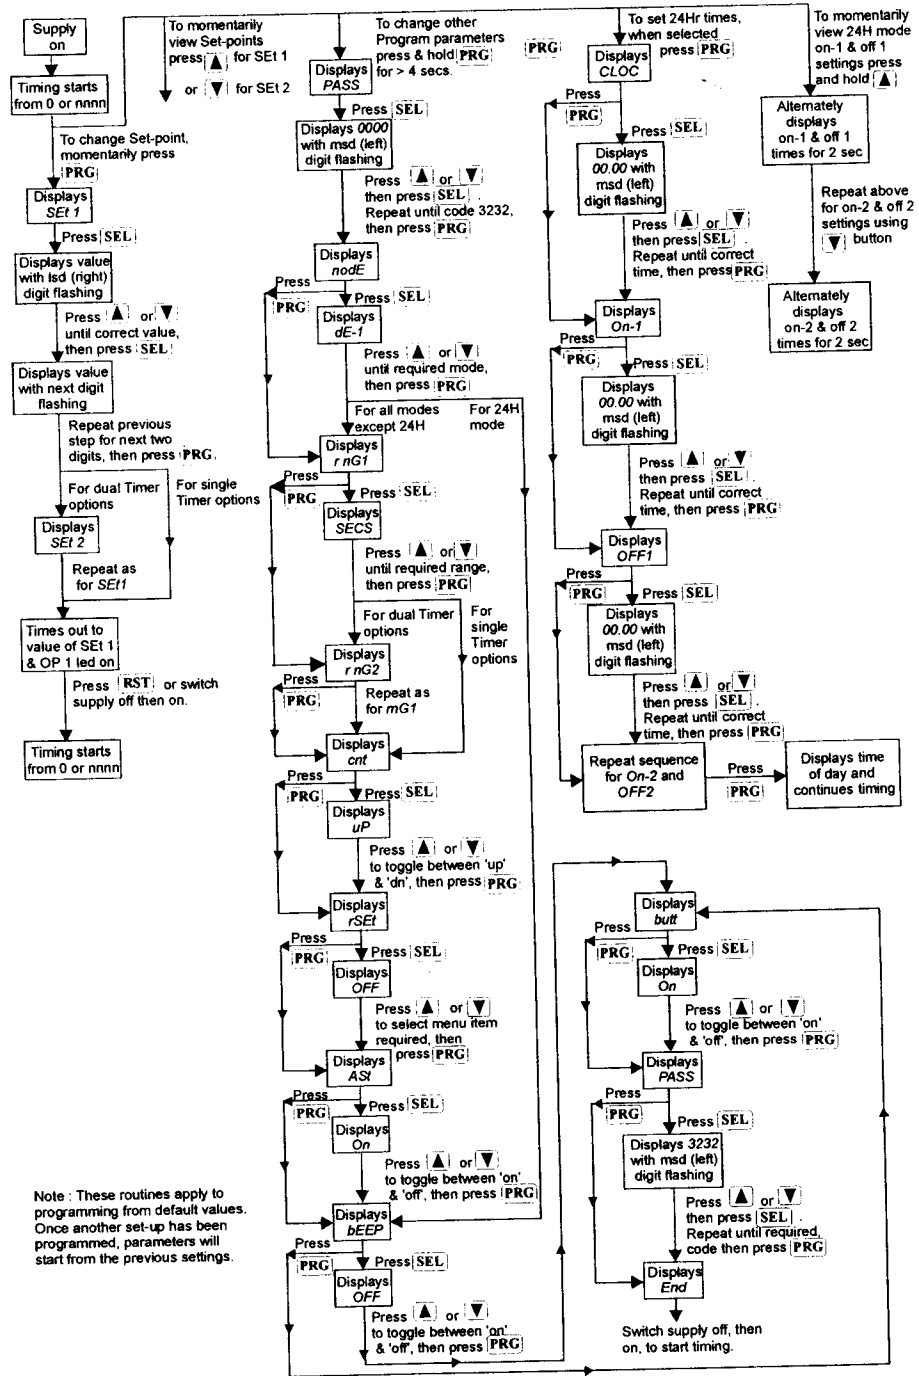 Supply
on
Timing starts
from 0 or nnnn
To change Set-point,
momentarily press
PRG
Displays
SEt 1
Press SEL
Displays value
with lsd (right)
digit flashing
Press ▲ or ▼
until correct value,
then press SEL
Displays value
with next digit
flashing
Repeat previous
step for next two
digits, then press PRG
For dual Timer
options
For single
Timer options
Displays
SEt 2
Repeat as
for SEt1
Times out to
value of SEt 1
& OP 1 led on
Press RST or switch
supply off then on.
Timing starts
from 0 or nnnn
To momentarily
view Set-points
press ▲ for SEt 1
or ▼ for SEt 2
To change other
Program parameters
press & hold PRG
for > 4 secs.
PRG
Displays
PASS
Press SEL
Displays 0000
with msd (left)
digit flashing
Press ▲ or ▼
then press SEL .
Repeat until code 3232,
then press PRG
Displays
nodE
Press
PRG
Press SEL
Displays
dE-1
Press ▲ or ▼
until required mode,
then press PRG
For all modes
except 24H
For 24H
mode
Displays
r nG1
Press
PRG
Press SEL
Displays
SECS
Press ▲ or ▼
until required range,
then press PRG
For dual Timer
options
For
single
Timer
options
Displays
r nG2
Press
PRG
Repeat as
for rnG1
Displays
cnt
Press
PRG
Press SEL
Displays
uP
Press ▲ or ▼
to toggle between 'up'
& 'dn', then press PRG
Displays
rSEt
Press
PRG
Press SEL
Displays
OFF
Press ▲ or ▼
to select menu item
required, then
press PRG
Displays
ASt
Press
PRG
Press SEL
Displays
On
Press ▲ or ▼
to toggle between 'on'
& 'off', then press PRG
Displays
bEEP
Press
PRG
Press SEL
Displays
OFF
Press ▲ or ▼
to toggle between 'on'
& 'off', then press PRG
To set 24Hr times,
when selected
press PRG
Displays
CLOC
Press
PRG
Press SEL
Displays
00.00 with
msd (left)
digit flashing
Press ▲ or ▼
then press SEL .
Repeat until correct
time, then press PRG
Displays
On-1
Press
PRG
Press SEL
Displays
00.00 with
msd (left)
digit flashing
Press ▲ or ▼
then press SEL .
Repeat until correct
time, then press PRG
Displays
OFF1
Press
PRG
Press SEL
Displays
00.00 with
msd (left)
digit flashing
Press ▲ or ▼
then press SEL .
Repeat until correct
time, then press PRG
Repeat sequence
for On-2 and
OFF2
Press
PRG
Displays time
of day and
continues timing
To momentarily
view 24H mode
on-1 & off 1
settings press
and hold ▲
Alternately
displays
on-1 & off 1
times for 2 sec
Repeat above
for on-2 & off 2
settings using
▼ button
Alternately
displays
on-2 & off 2
times for 2 sec
Displays
butt
Press
PRG
Press SEL
Displays
On
Press ▲ or ▼
to toggle between 'on'
& 'off', then press PRG
Displays
PASS
Press
PRG
Press SEL
Displays 3232
with msd (left)
digit flashing
Press ▲ or ▼
then press SEL .
Repeat until required,
code then press PRG
Displays
End
Switch supply off, then
on, to start timing.
Note : These routines apply to
programming from default values.
Once another set-up has been
programmed, parameters will
start from the previous settings.